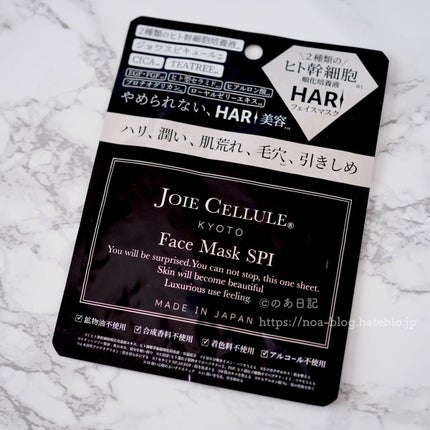 2種類のヒト幹細胞培養液
ジョワスピキュール
CICA
TEATREE
EGF・FGF
ヒト型セラミド
ヒアルロン酸
プロテオグリカン
ローヤルゼリーエキス
やめられない、HARI美容
2種類の
ヒト幹細胞
順化培養液
HARI
フェイスマスク
ハリ、潤い、肌荒れ、毛穴、引きしめ
JOIE CELLULE®
KYOTO
Face Mask SPI
You will be surprised.You can not stop, this one sheet.
Skin will become beautiful
Luxurious use feeling.
MADE IN JAPAN
©のあ日記
https://noa-blog.hateblo.jp
鉱物油不使用
合成香料不使用
着色料不使用
アルコール不使用